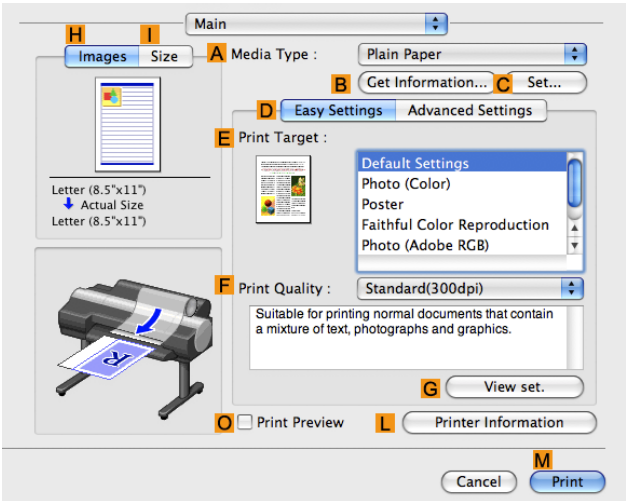 Main
H
I
Images
Size
A Media Type :
Plain Paper
B Get Information...
C Set...
D Easy Settings
Advanced Settings
E Print Target :
Default Settings
Photo (Color)
Poster
Faithful Color Reproduction
Photo (Adobe RGB)
Letter (8.5"x11")
Actual Size
Letter (8.5"x11")
F Print Quality :
Standard(300dpi)
Suitable for printing normal documents that contain
a mixture of text, photographs and graphics.
R
G View set.
O Print Preview
L Printer Information
M
Cancel
Print